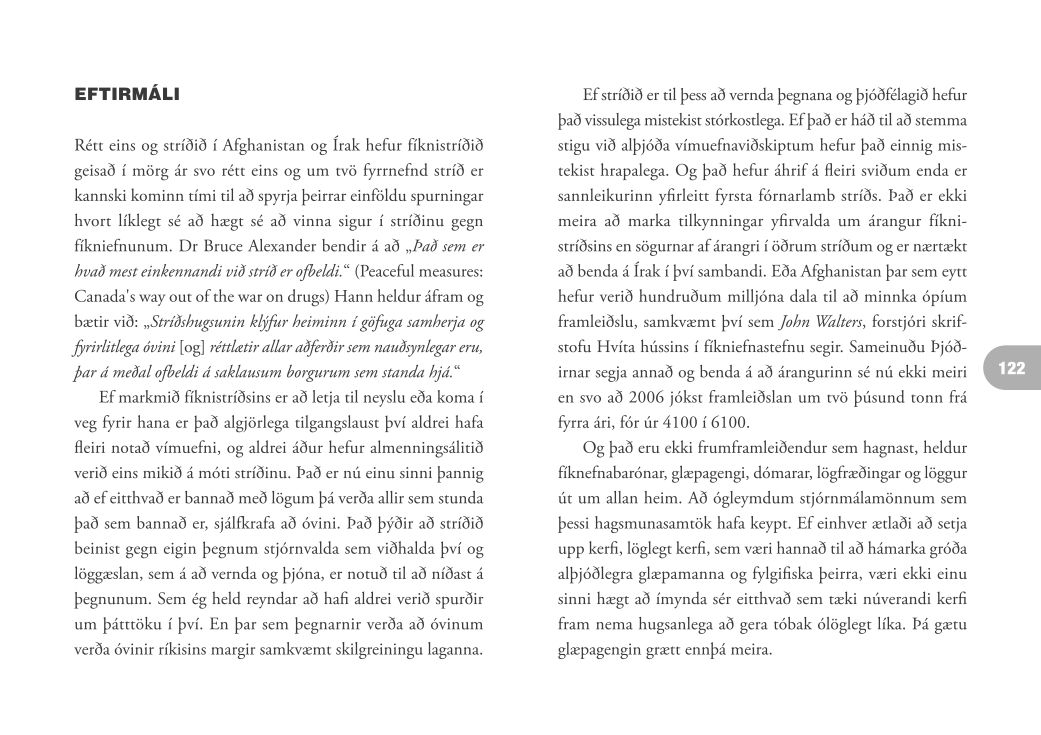 EFTIRMÁLI
Rétt eins og stríðið í Afghanistan og Írak hefur fíknistríðið
geisað í mörg ár svo rétt eins og um tvö fyrrnefnd stríð er
kannski kominn tími til að spyrja þeirrar einföldu spurningar
hvort líklegt sé að hægt sé að vinna sigur í stríðinu gegn
fíkniefnunum. Dr Bruce Alexander bendir á að „Það sem er
hvað mest einkennandi við stríð er ofbeldi.“ (Peaceful measures:
Canada's way out of the war on drugs) Hann heldur áfram og
bætir við: „Stríðshugsunin klýfur heiminn í göfuga samherja og
fyrirlitlega óvini [og] réttlætir allar aðferðir sem nauðsynlegar eru,
þar á meðal ofbeldi á saklausum borgurum sem standa hjá.“
Ef markmið fíknistríðsins er að letja til neyslu eða koma í
veg fyrir hana er það algjörlega tilgangslaust því aldrei hafa
fleiri notað vímuefni, og aldrei áður hefur almenningsálitið
verið eins mikið á móti stríðinu. Það er nú einu sinni þannig
að ef eitthvað er bannað með lögum þá verða allir sem stunda
það sem bannað er, sjálfkrafa að óvini. Það þýðir að stríðið
beinist gegn eigin þegnum stjórnvalda sem viðhalda því og
löggæslan, sem á að vernda og þjóna, er notuð til að níðast á
þegnunum. Sem ég held reyndar að hafi aldrei verið spurðir
um þátttöku í því. En þar sem þegnarnir verða að óvinum
verða óvinir ríkisins margir samkvæmt skilgreiningu laganna.
Ef stríðið er til þess að vernda þegnana og þjóðfélagið hefur
það vissulega mistekist stórkostlega. Ef það er háð til að stemma
stigu við alþjóða vímuefnaviðskiptum hefur það einnig mis-
tekist hrapalega. Og það hefur áhrif á fleiri sviðum enda er
sannleikurinn yfirleitt fyrsta fórnarlamb stríðs. Það er ekki
meira að marka tilkynningar yfirvalda um árangur fíkni-
stríðsins en sögurnar af árangri í öðrum stríðum og er nærtækt
að benda á Írak í því sambandi. Eða Afghanistan þar sem eytt
hefur verið hundruðum milljóna dala til að minnka ópíum
framleiðslu, samkvæmt því sem John Walters, forstjóri skrif-
stofu Hvíta hússins í fíkniefnastefnu segir. Sameinuðu Þjóð-
irnar segja annað og benda á að árangurinn sé nú ekki meiri
en svo að 2006 jókst framleiðslan um tvö þúsund tonn frá
fyrra ári, fór úr 4100 í 6100.
Og það eru ekki frumframleiðendur sem hagnast, heldur
fíknefnabarónar, glæpagengi, dómarar, lögfræðingar og löggur
út um allan heim. Að ógleymdum stjórnmálamönnum sem
þessi hagsmunasamtök hafa keypt. Ef einhver ætlaði að setja
upp kerfi, löglegt kerfi, sem væri hannað til að hámarka gróða
alþjóðlegra glæpamanna og fylgifiska þeirra, væri ekki einu
sinni hægt að ímynda sér eitthvað sem tæki núverandi kerfi
fram nema hugsanlega að gera tóbak ólöglegt líka. Þá gætu
glæpagengin grætt ennþá meira.
122